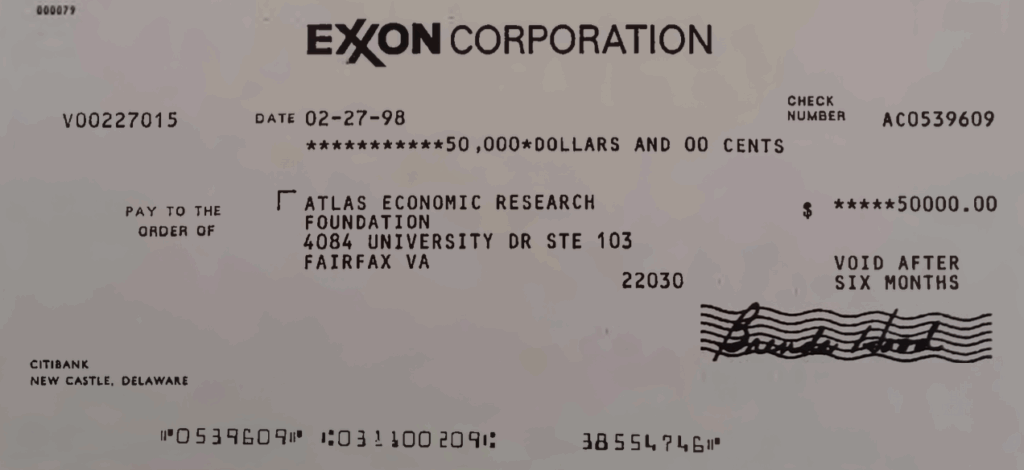 000079
EXXON CORPORATION
V00227015 DATE 02-27-98 CHECK NUMBER AC0539609
***********50,000*DOLLARS AND 00 CENTS
PAY TO THE ORDER OF
ATLAS ECONOMIC RESEARCH
FOUNDATION
4084 UNIVERSITY DR STE 103
FAIRFAX VA
22030
$ *****50000.00
VOID AFTER
SIX MONTHS
Brenda Hood
CITIBANK
NEW CASTLE, DELAWARE
⑈0539609⑈ ⑆031100209⑆ 38554746⑈